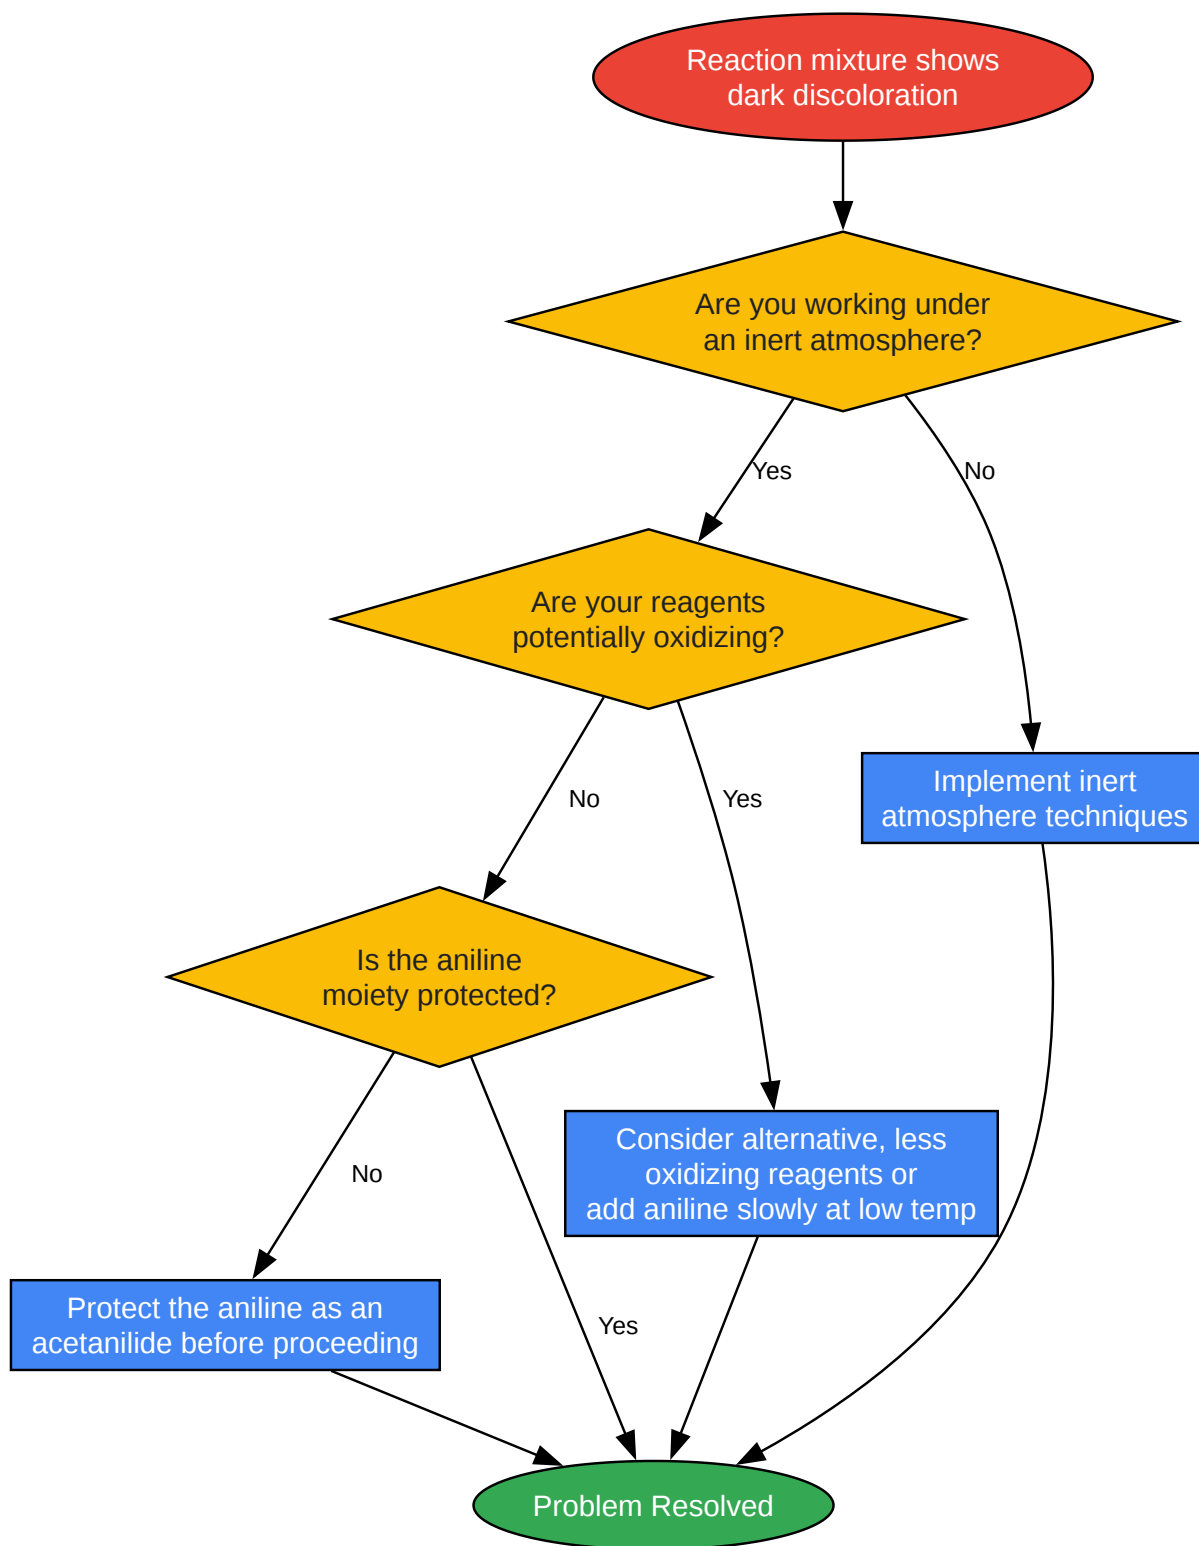 Reaction mixture shows
dark discoloration
Are you working under
an inert atmosphere?
Yes
No
Are your reagents
potentially oxidizing?
No
Yes
Implement inert
atmosphere techniques
Is the aniline
moiety protected?
No
Yes
Consider alternative, less
oxidizing reagents or
add aniline slowly at low temp
Protect the aniline as an
acetanilide before proceeding
Problem Resolved